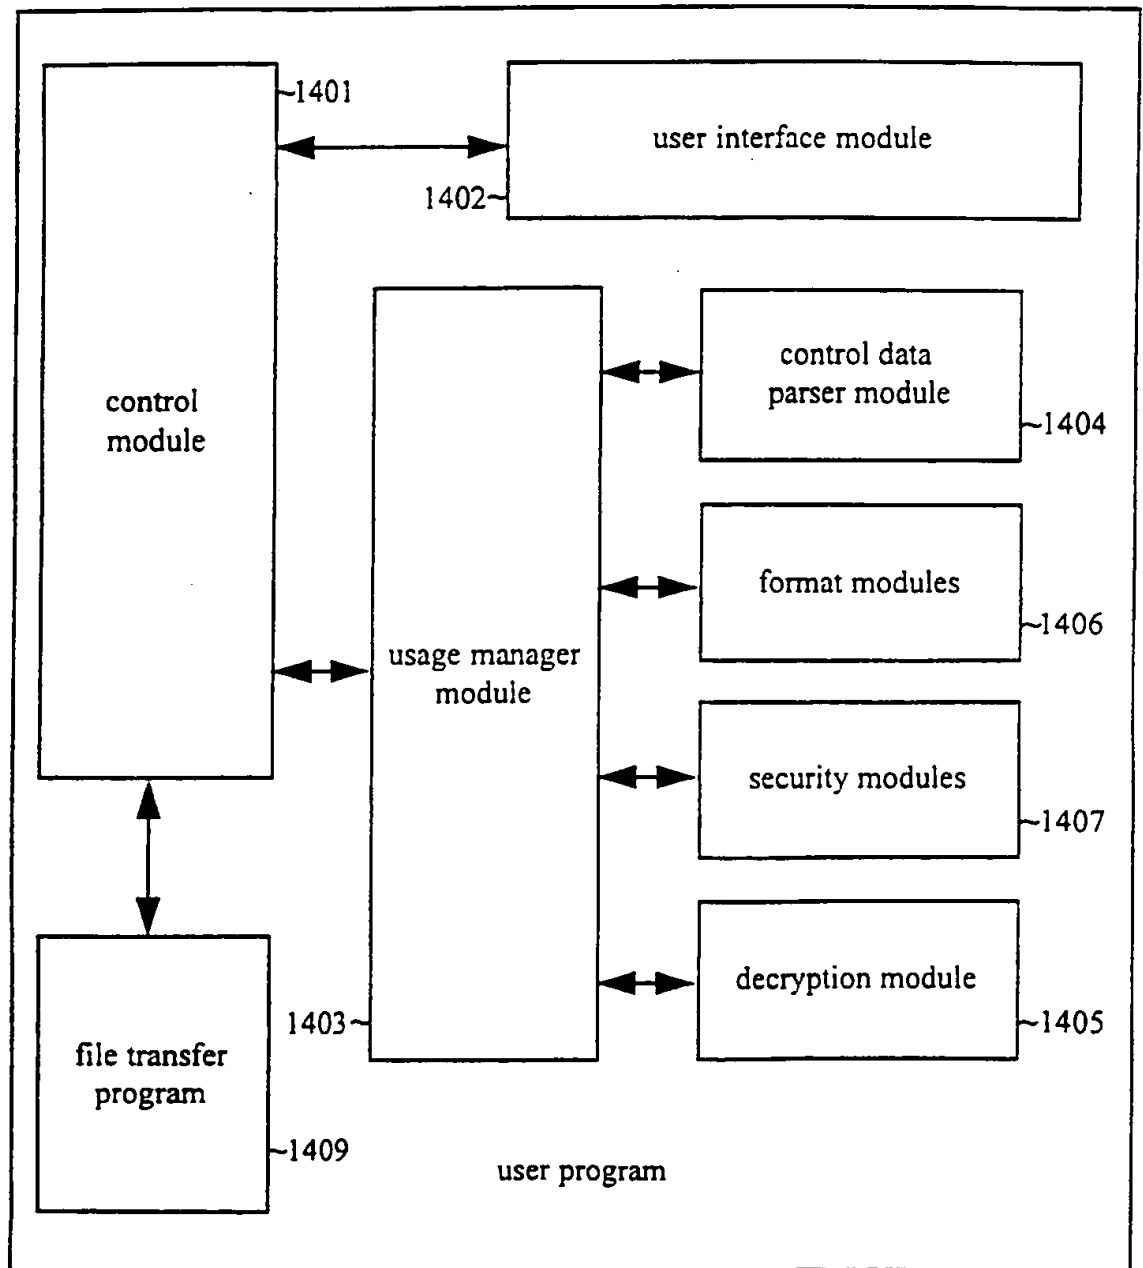 1401
user interface module
1402
control data
parser module
1404
control
module
format modules
1406
usage manager
module
security modules
1407
decryption module
1405
1403
file transfer
program
1409
user program